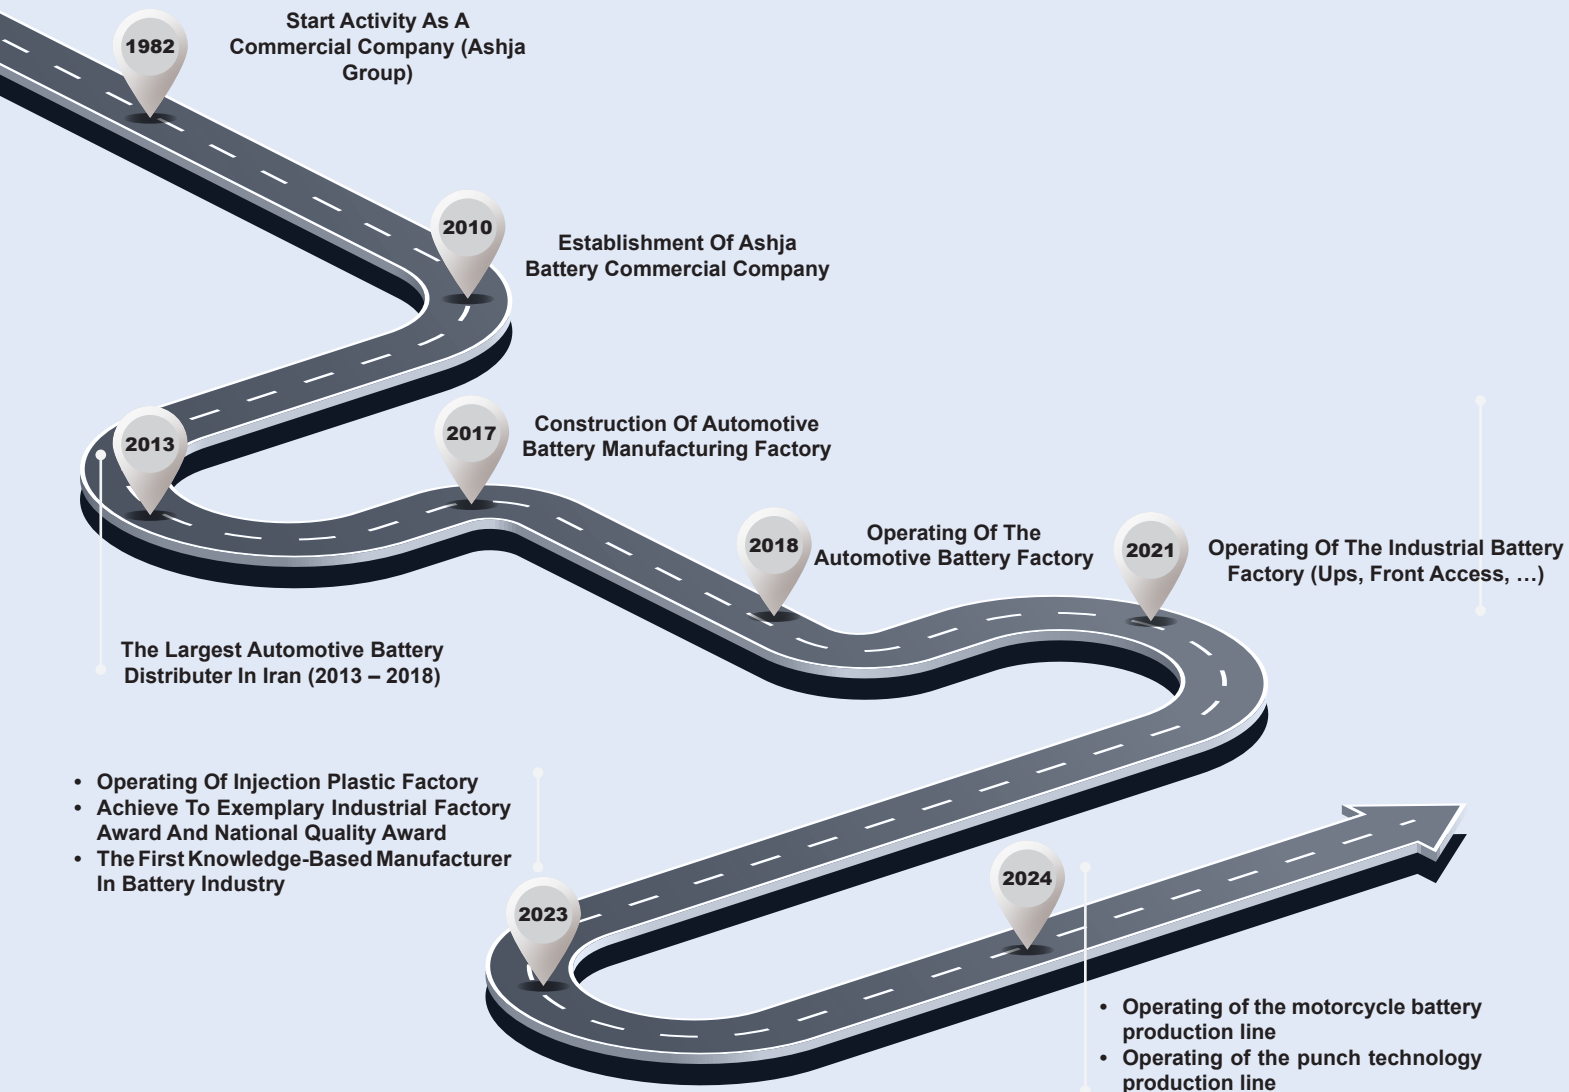 1982
Start Activity As A
Commercial Company (Ashja
Group)
2010
Establishment Of Ashja
Battery Commercial Company
2013
The Largest Automotive Battery
Distributer In Iran (2013 – 2018)
2017
Construction Of Automotive
Battery Manufacturing Factory
2018
Operating Of The
Automotive Battery Factory
2021
Operating Of The Industrial Battery
Factory (Ups, Front Access, …)
• Operating Of Injection Plastic Factory
• Achieve To Exemplary Industrial Factory
Award And National Quality Award
• The First Knowledge-Based Manufacturer
In Battery Industry
2023
2024
• Operating of the motorcycle battery
production line
• Operating of the punch technology
production line